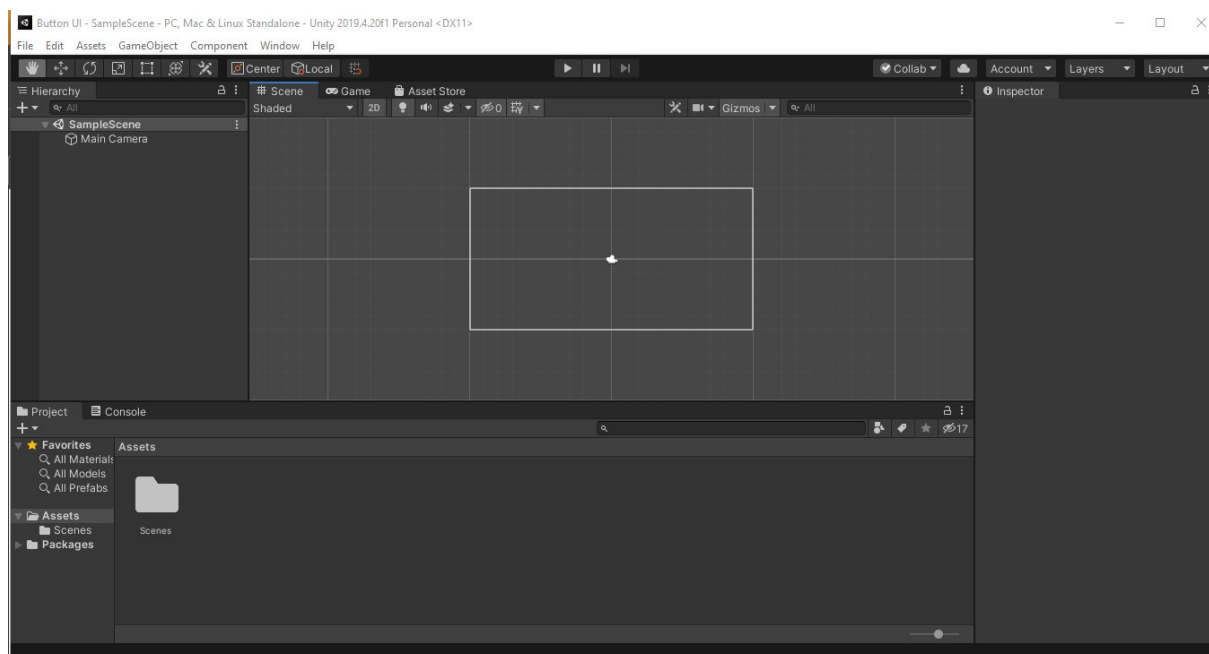 Button UI - SampleScene - PC, Mac & Linux Standalone - Unity 2019.4.20f1 Personal <DX11>
File Edit Assets GameObject Component Window Help
Center Local Collab Account Layers Layout
Hierarchy Scene Game Asset Store Inspector
All Shaded 2D 0 Gizmos All
SampleScene
Main Camera
Project Console
17
Favorites Assets
All Materials
All Models
All Prefabs
Assets
Scenes Scenes
Packages